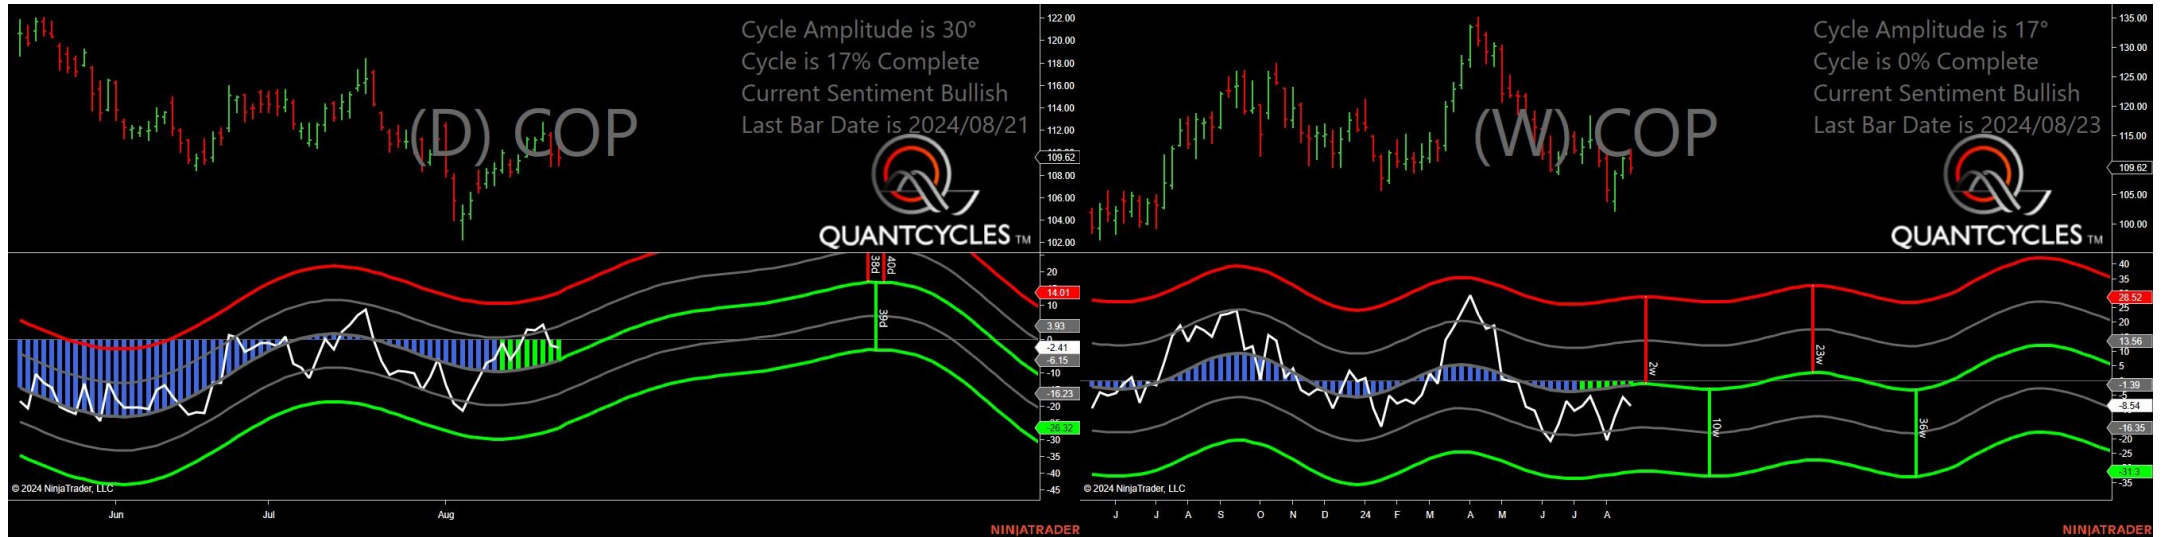 Cycle Amplitude is 30°
Cycle is 17% Complete
Current Sentiment Bullish
Last Bar Date is 2024/08/21
(D) COP
QUANTCYCLES TM
122.00
120.00
118.00
116.00
114.00
112.00
109.62
108.00
106.00
104.00
102.00
38d
40d
39d
20
14.01
10
3.93
0
-2.41
-6.15
-10
-16.23
-20
-26.32
-30
-35
-40
-45
© 2024 NinjaTrader, LLC
Jun
Jul
Aug
NINJATRADER
Cycle Amplitude is 17°
Cycle is 0% Complete
Current Sentiment Bullish
Last Bar Date is 2024/08/23
(W) COP
QUANTCYCLES TM
135.00
130.00
125.00
120.00
115.00
109.62
105.00
100.00
2w
23w
10w
36w
40
35
28.52
25
20
13.56
10
5
-1.39
-5
-8.54
-16.35
-20
-25
-31.3
-35
© 2024 NinjaTrader, LLC
J J A S O N D 24 F M A M J J A
NINJATRADER